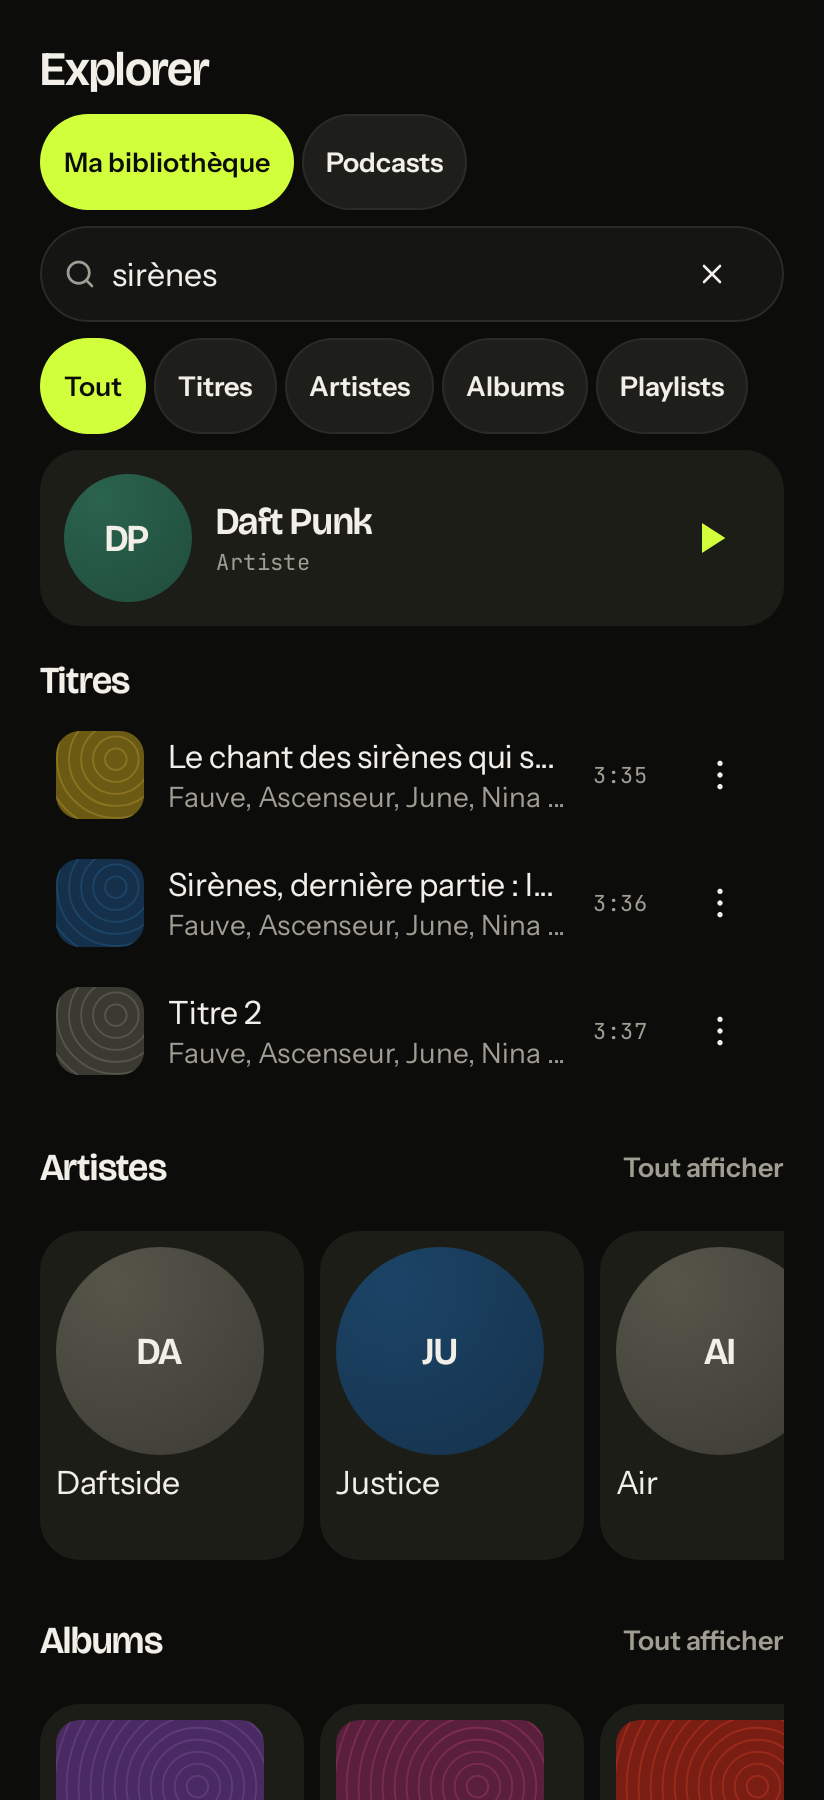 Explorer
Ma bibliothèque
Podcasts
sirènes
Tout
Titres
Artistes
Albums
Playlists
DP
Daft Punk
Artiste
Titres
Le chant des sirènes qui s...
3:35
Fauve, Ascenseur, June, Nina ...
Sirènes, dernière partie : l...
3:36
Fauve, Ascenseur, June, Nina ...
Titre 2
3:37
Fauve, Ascenseur, June, Nina ...
Artistes
Tout afficher
DA
JU
AI
Daftside
Justice
Air
Albums
Tout afficher